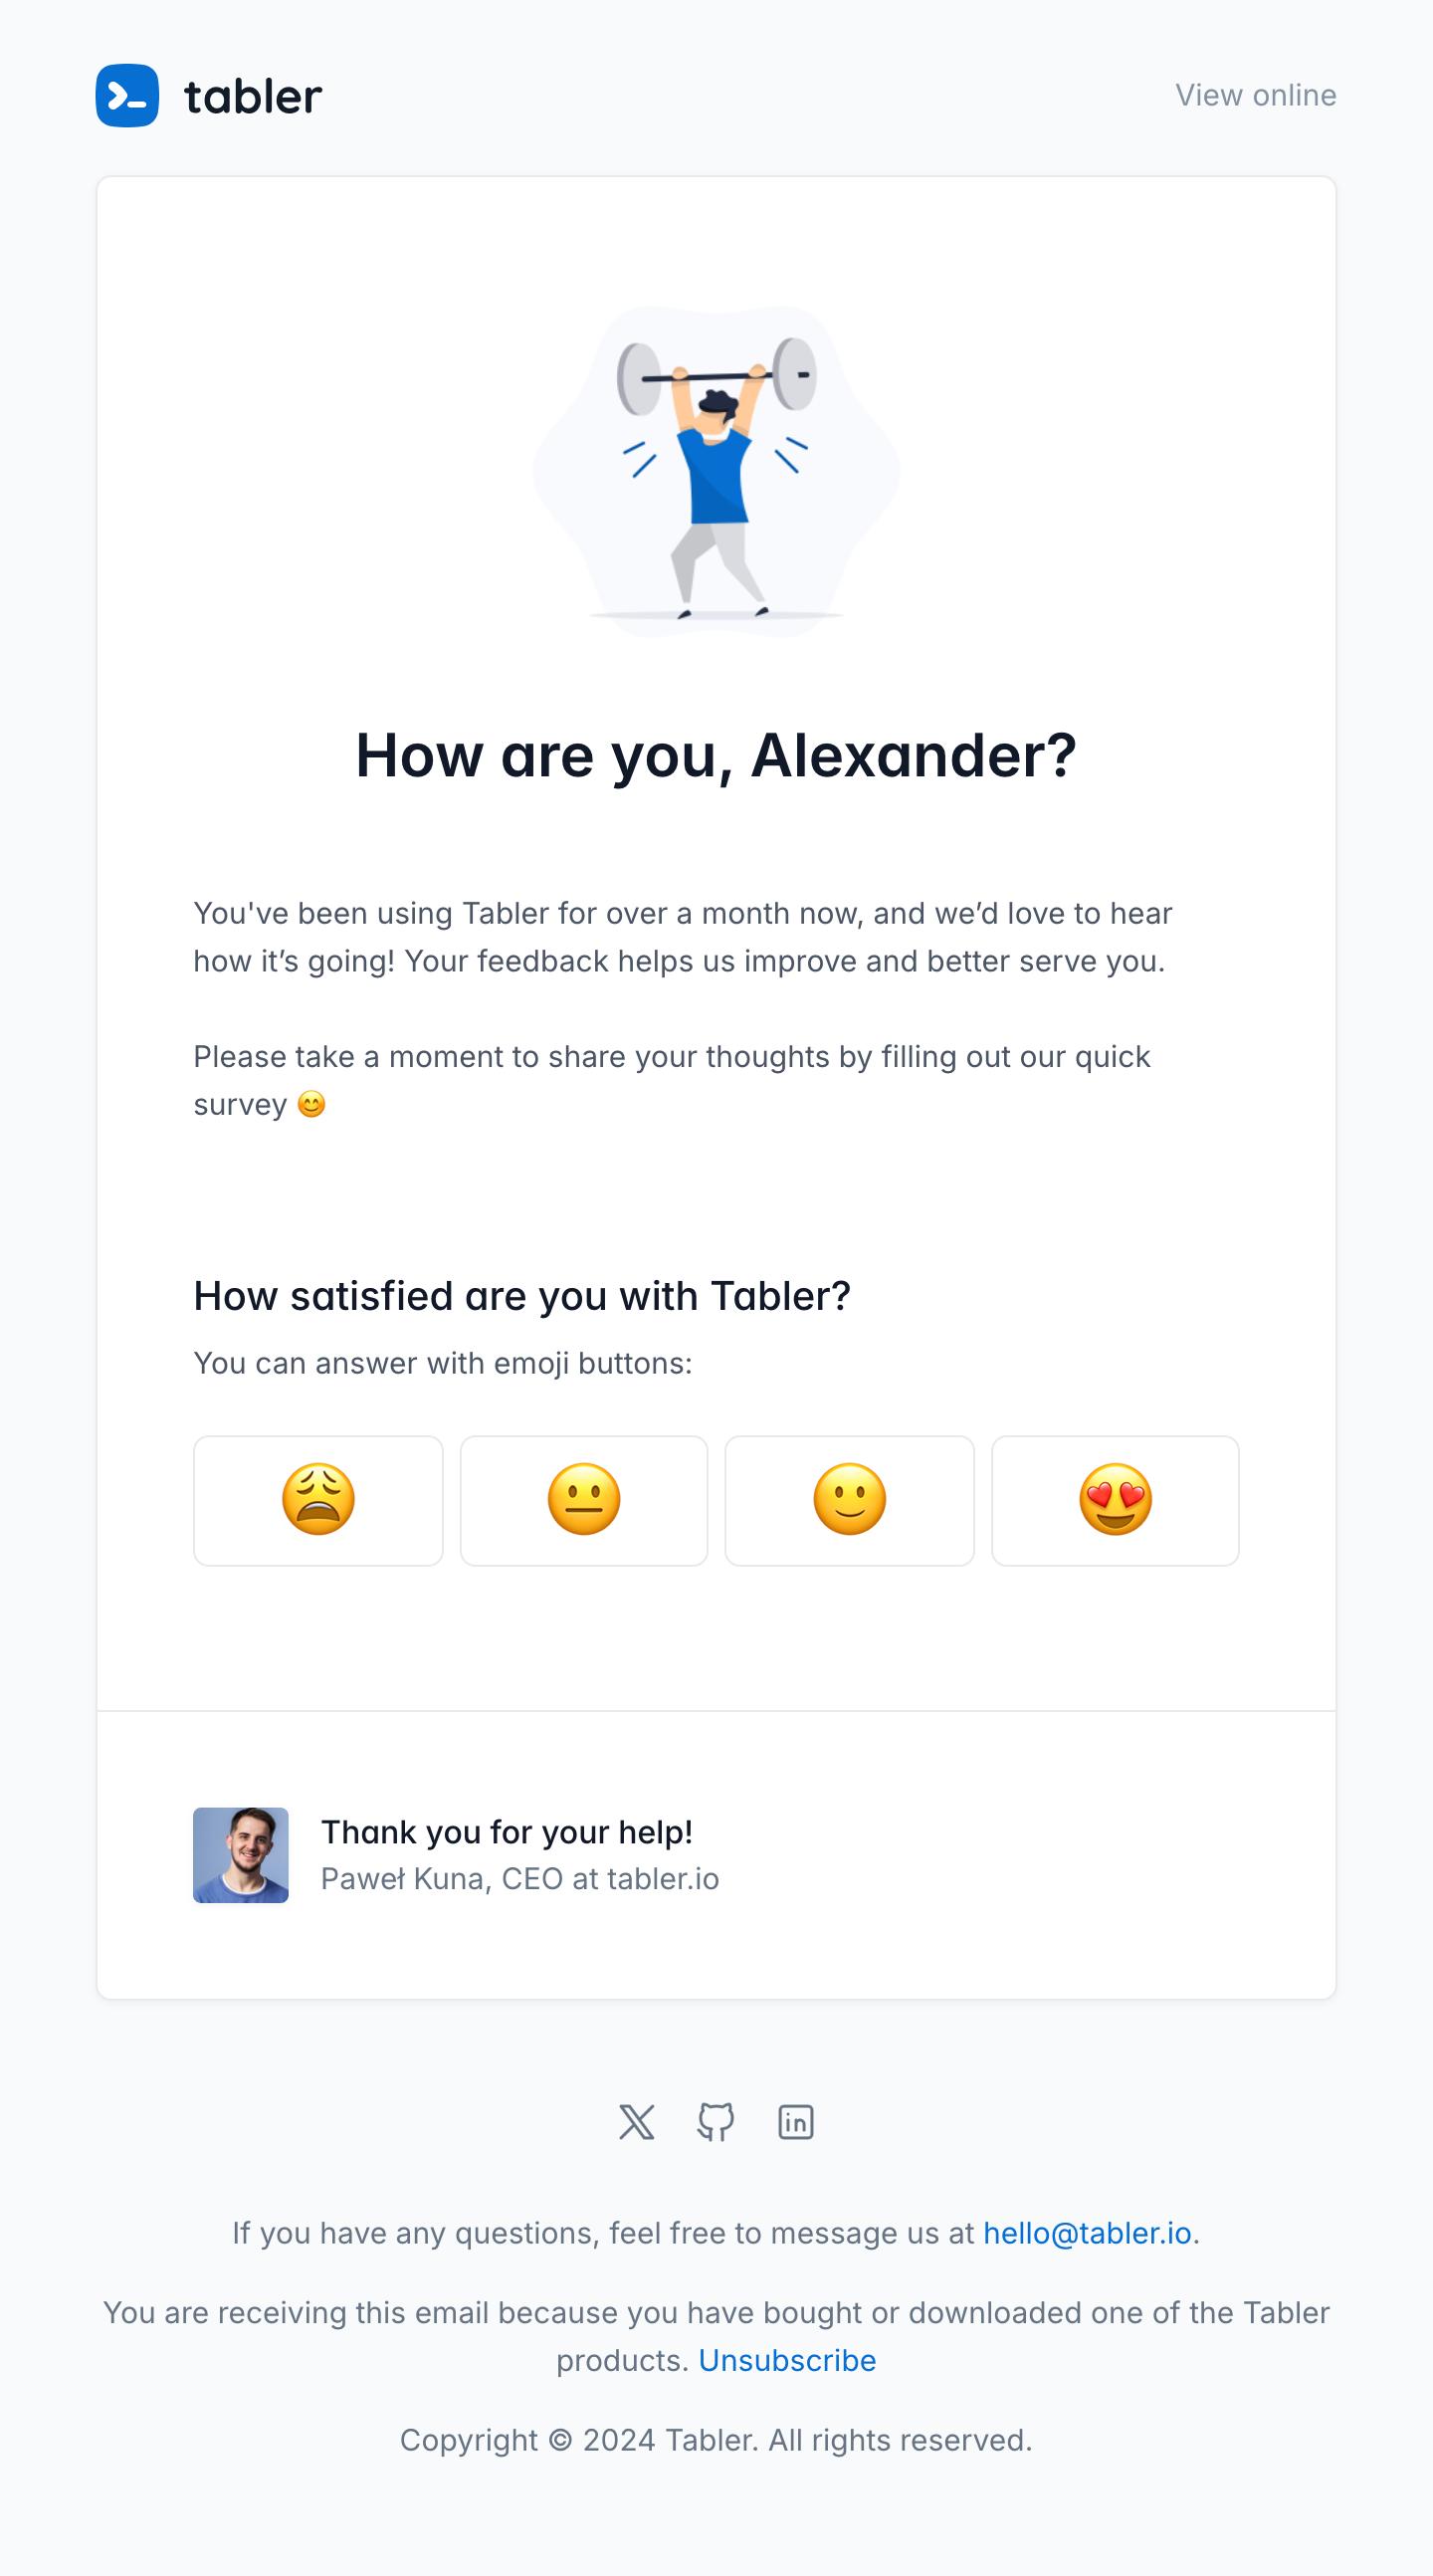 tabler
View online
How are you, Alexander?
You've been using Tabler for over a month now, and we’d love to hear
how it’s going! Your feedback helps us improve and better serve you.
Please take a moment to share your thoughts by filling out our quick
survey 😊
How satisfied are you with Tabler?
You can answer with emoji buttons:
Thank you for your help!
Paweł Kuna, CEO at tabler.io
If you have any questions, feel free to message us at hello@tabler.io.
You are receiving this email because you have bought or downloaded one of the Tabler
products. Unsubscribe
Copyright © 2024 Tabler. All rights reserved.